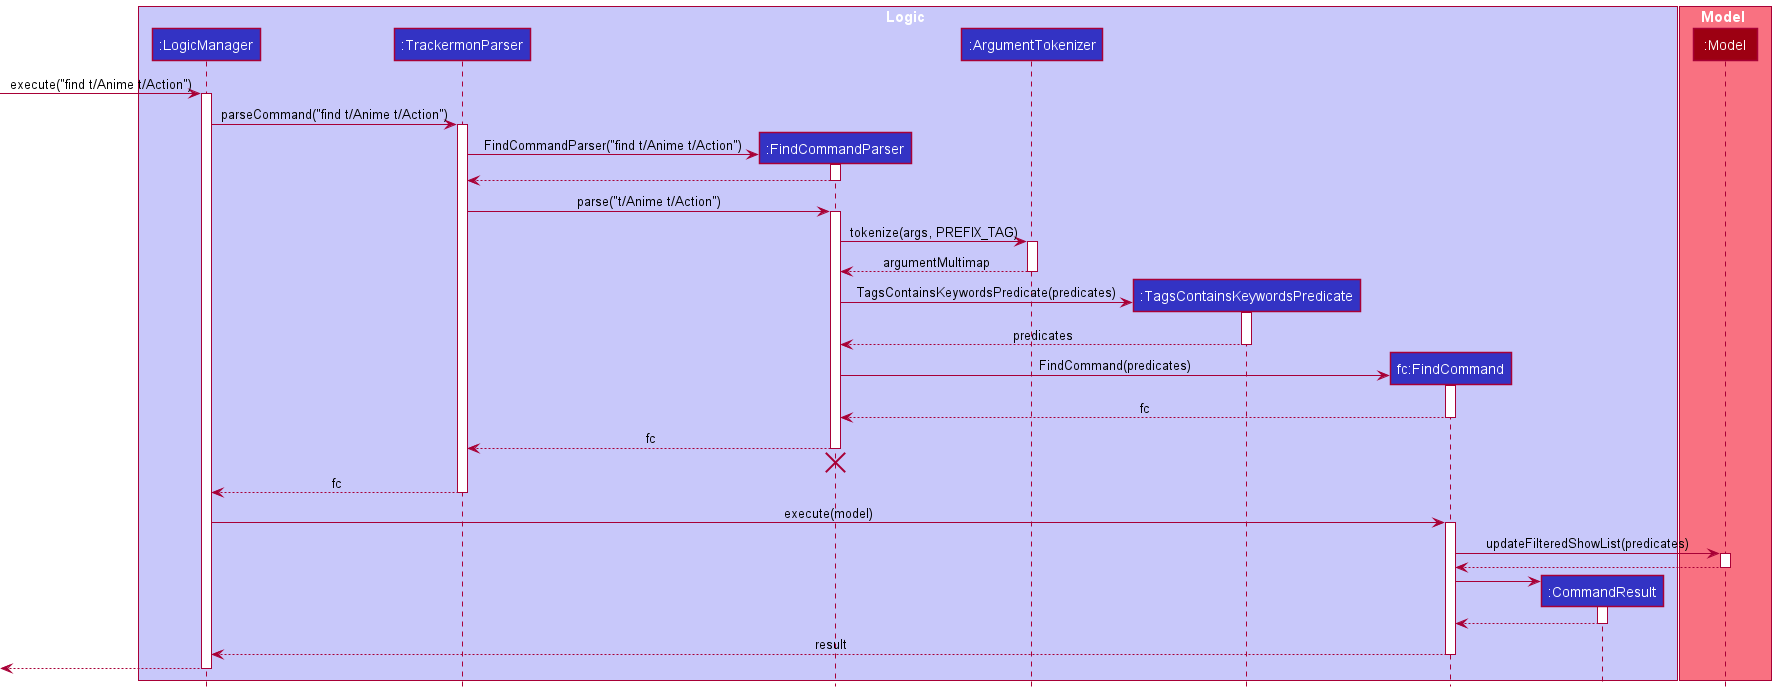 Logic
Model
:LogicManager
:TrackermonParser
:ArgumentTokenizer
:Model
execute("find t/Anime t/Action")
parseCommand("find t/Anime t/Action")
FindCommandParser("find t/Anime t/Action")
:FindCommandParser
parse("t/Anime t/Action")
tokenize(args, PREFIX_TAG)
argumentMultimap
TagsContainsKeywordsPredicate(predicates)
:TagsContainsKeywordsPredicate
predicates
FindCommand(predicates)
fc:FindCommand
fc
fc
fc
execute(model)
updateFilteredShowList(predicates)
:CommandResult
result